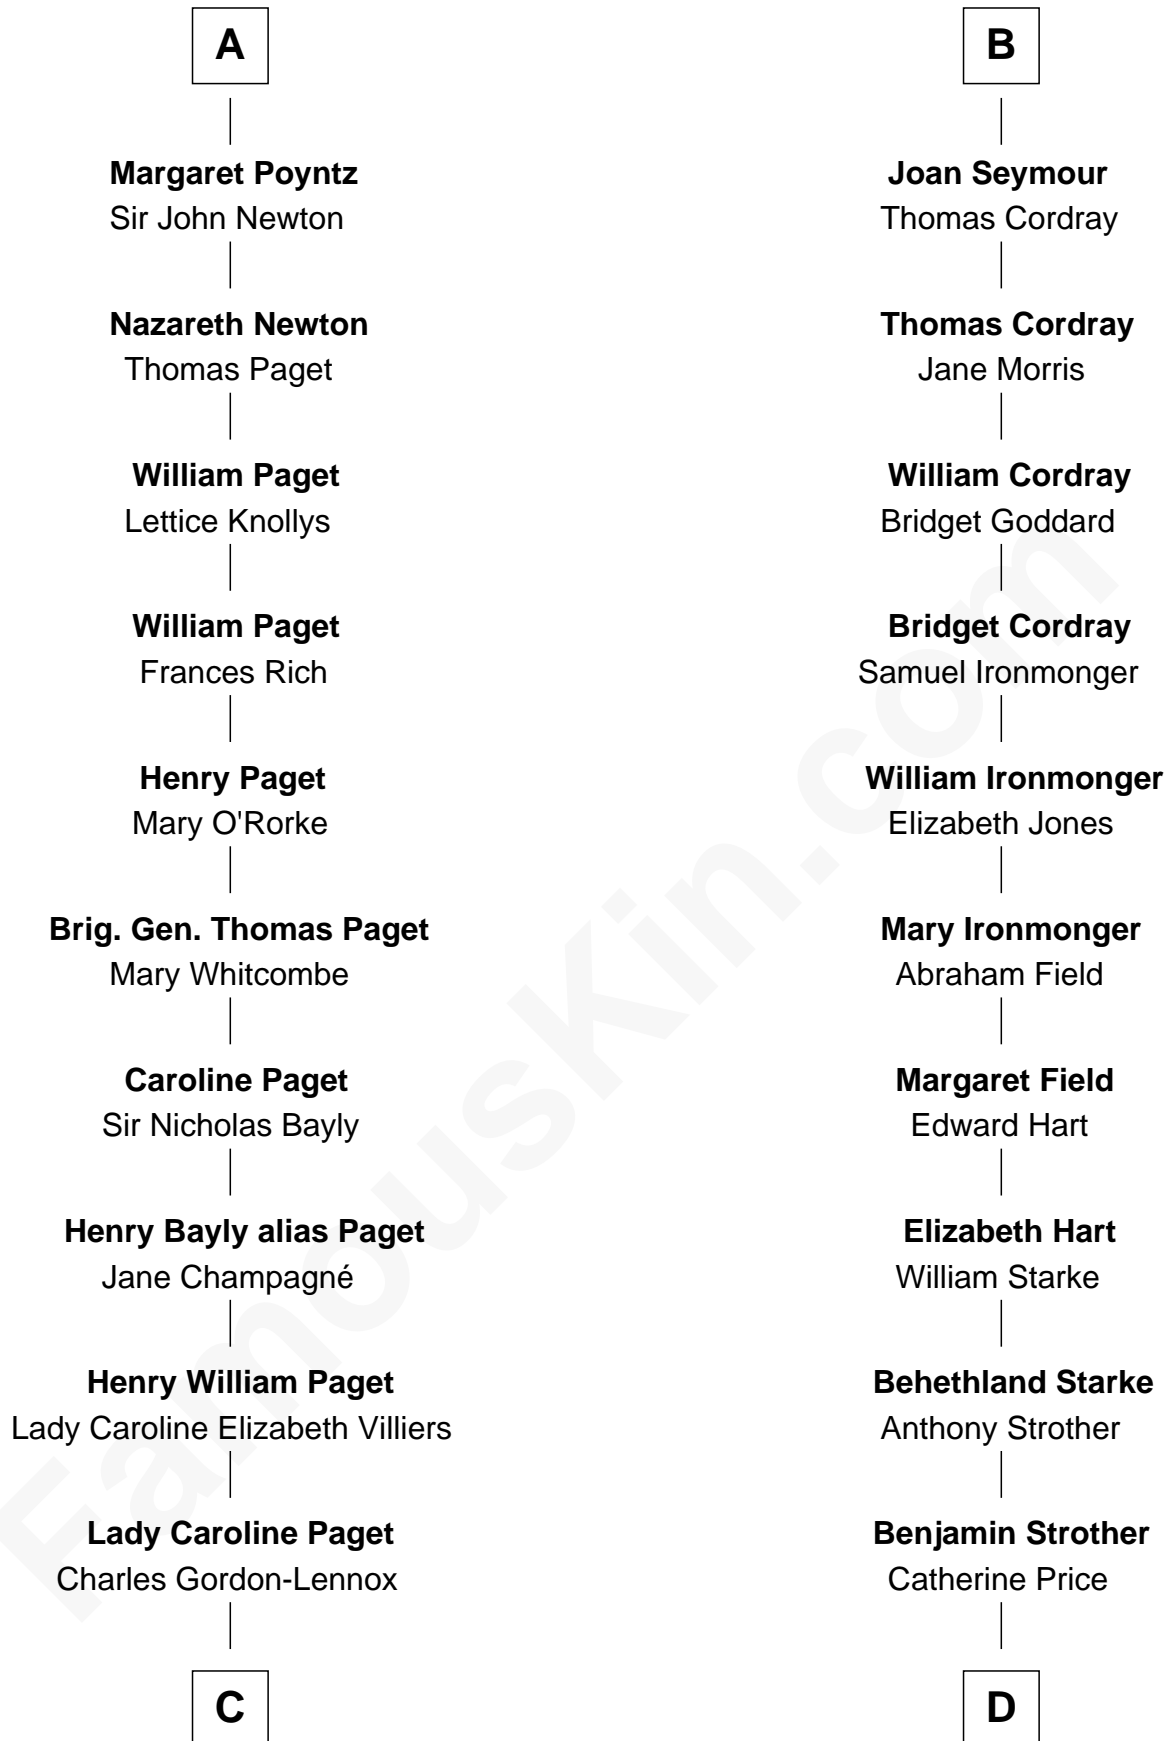 A
Margaret Poyntz
Sir John Newton
Nazareth Newton
Thomas Paget
William Paget
Lettice Knollys
William Paget
Frances Rich
Henry Paget
Mary O'Rorke
Brig. Gen. Thomas Paget
Mary Whitcombe
Caroline Paget
Sir Nicholas Bayly
Henry Bayly alias Paget
Jane Champagné
Henry William Paget
Lady Caroline Elizabeth Villiers
Lady Caroline Paget
Charles Gordon-Lennox
C
B
Joan Seymour
Thomas Cordray
Thomas Cordray
Jane Morris
William Cordray
Bridget Goddard
Bridget Cordray
Samuel Ironmonger
William Ironmonger
Elizabeth Jones
Mary Ironmonger
Abraham Field
Margaret Field
Edward Hart
Elizabeth Hart
William Starke
Behethland Starke
Anthony Strother
Benjamin Strother
Catherine Price
D
FamousKin.com